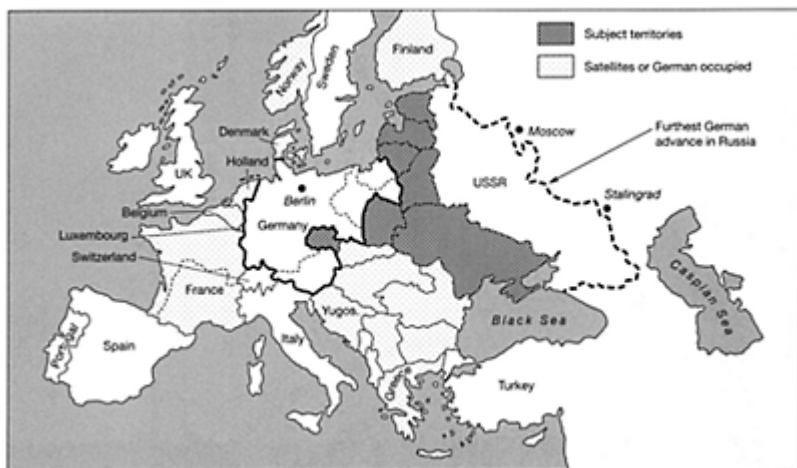 Subject territories
Satellites or German occupied
Finland
Norway
Sweden
Denmark
Holland
UK
Belgium
Luxembourg
Switzerland
Berlin
Germany
France
Moscow
Furthest German
advance in Russia
USSR
Stalingrad
Caspian Sea
Yugos.
Black Sea
Portugal
Spain
Italy
Greece
Turkey